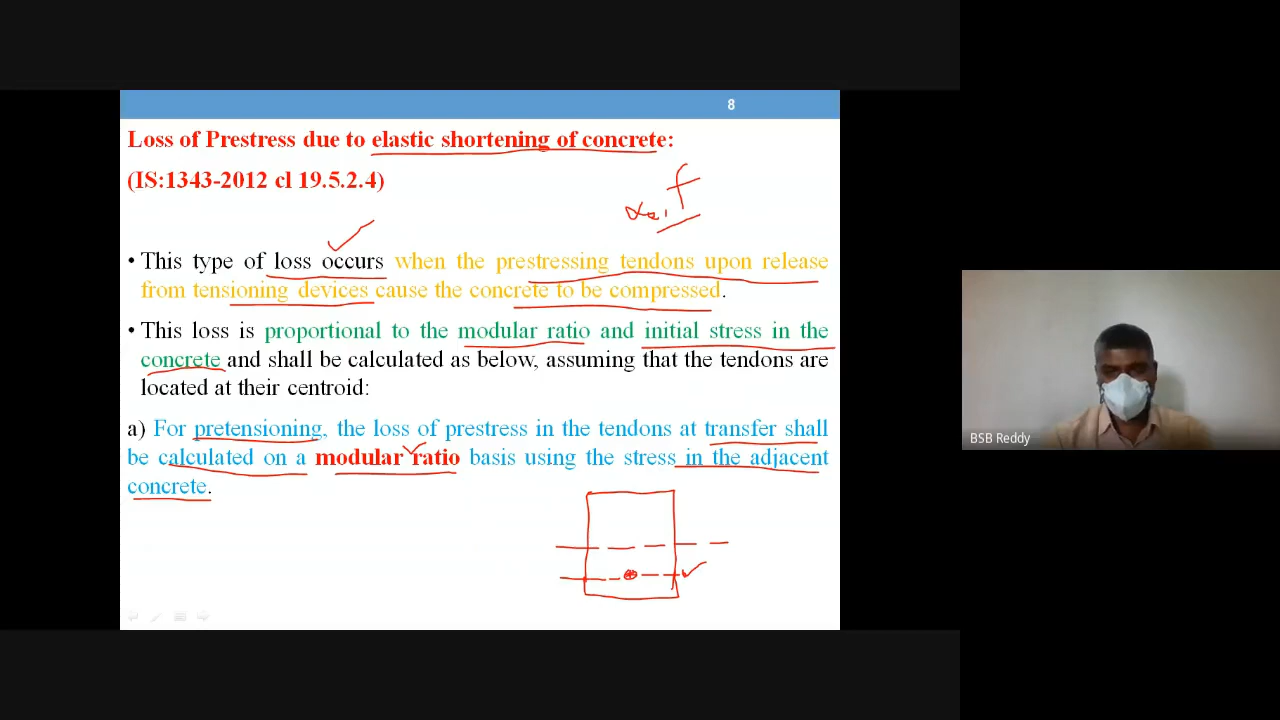 8
Loss of Prestress due to elastic shortening of concrete:
(IS:1343-2012 cl 19.5.2.4)
f
• This type of loss occurs when the prestressing tendons upon release
from tensioning devices cause the concrete to be compressed.
• This loss is proportional to the modular ratio and initial stress in the
concrete and shall be calculated as below, assuming that the tendons are
located at their centroid:
a) For pretensioning, the loss of prestress in the tendons at transfer shall
be calculated on a modular ratio basis using the stress in the adjacent
concrete.
BSB Reddy